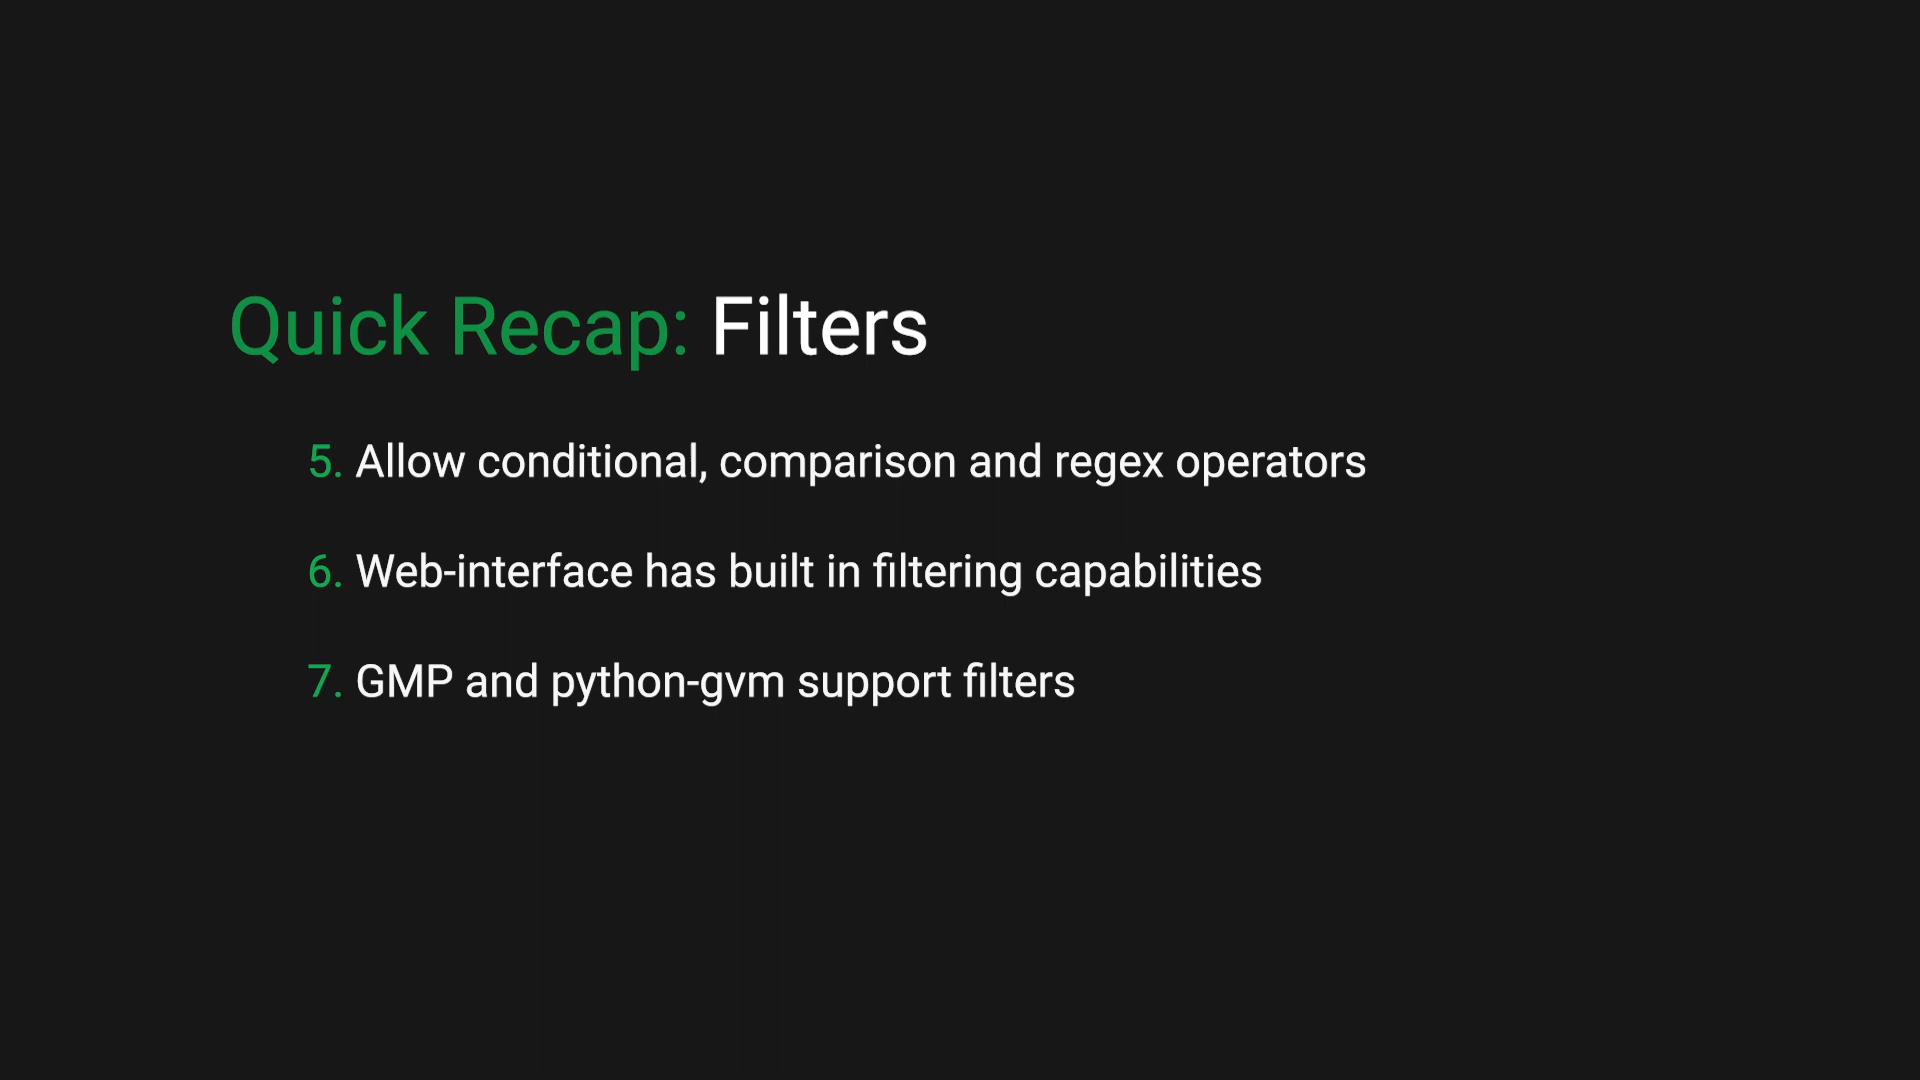 Quick Recap: Filters
5. Allow conditional, comparison and regex operators
6. Web-interface has built in filtering capabilities
7. GMP and python-gvm support filters